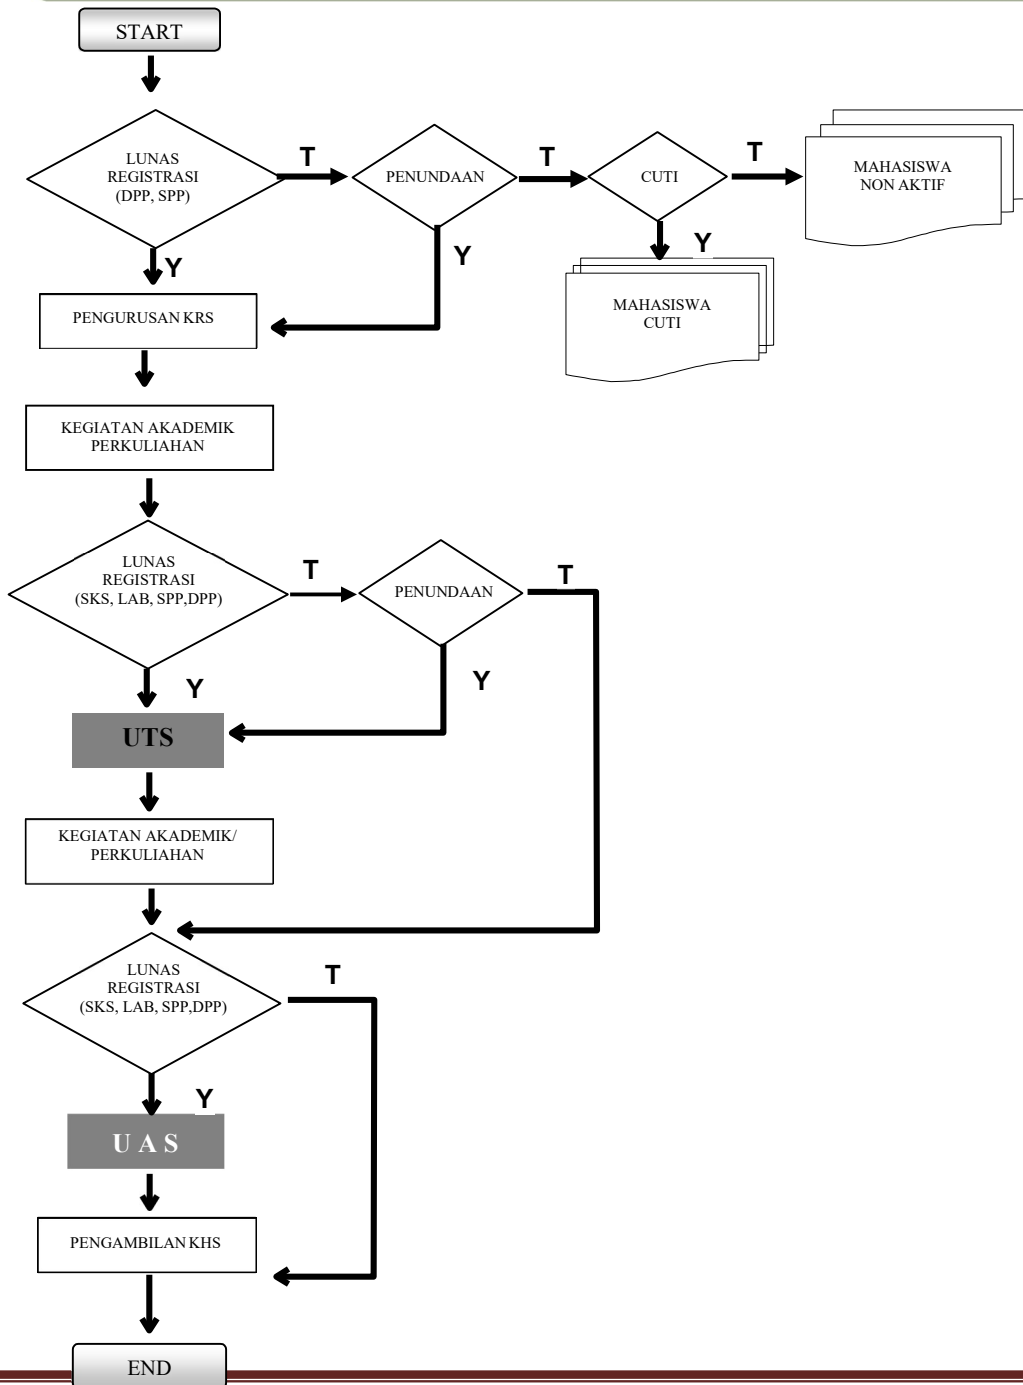 START
LUNAS
REGISTRASI
(DPP, SPP)
T
PENUNDAAN
T
CUTI
T
MAHASISWA
NON AKTIF
Y
Y
Y
PENGURUSAN KRS
MAHASISWA
CUTI
KEGIATAN AKADEMIK
PERKULIAHAN
LUNAS
REGISTRASI
(SKS, LAB, SPP,DPP)
T
PENUNDAAN
T
Y
Y
UTS
KEGIATAN AKADEMIK/
PERKULIAHAN
LUNAS
REGISTRASI
(SKS, LAB, SPP,DPP)
T
Y
U A S
PENGAMBILAN KHS
END